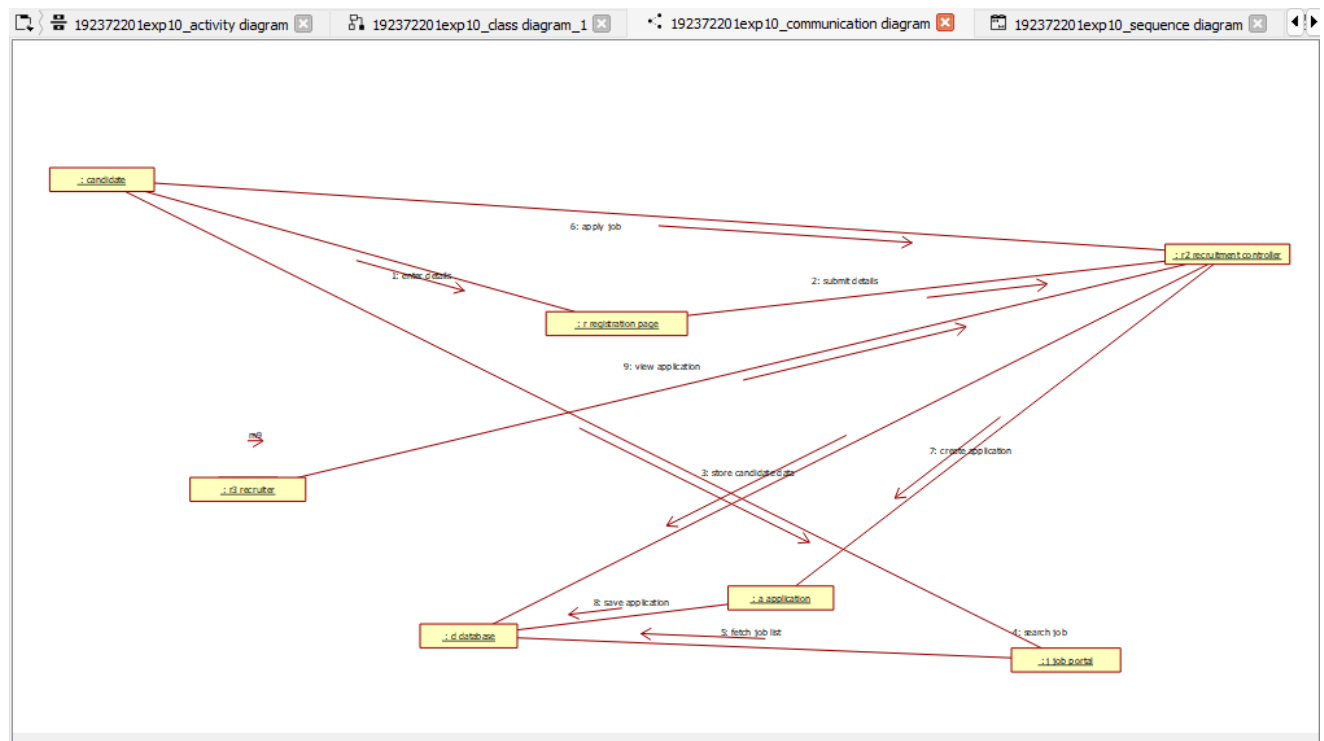 192372201exp10_activity diagram
192372201exp10_class diagram_1
192372201exp10_communication diagram
192372201exp10_sequence diagram
: candidate
6: apply job
: r2 recruitment controller
1: enter details
2: submit details
: r registration page
9: view application
7: create application
3: store candidate data
: r3 recruiter
: a application
8: save application
: d database
5: fetch job list
4: search job
: j job portal